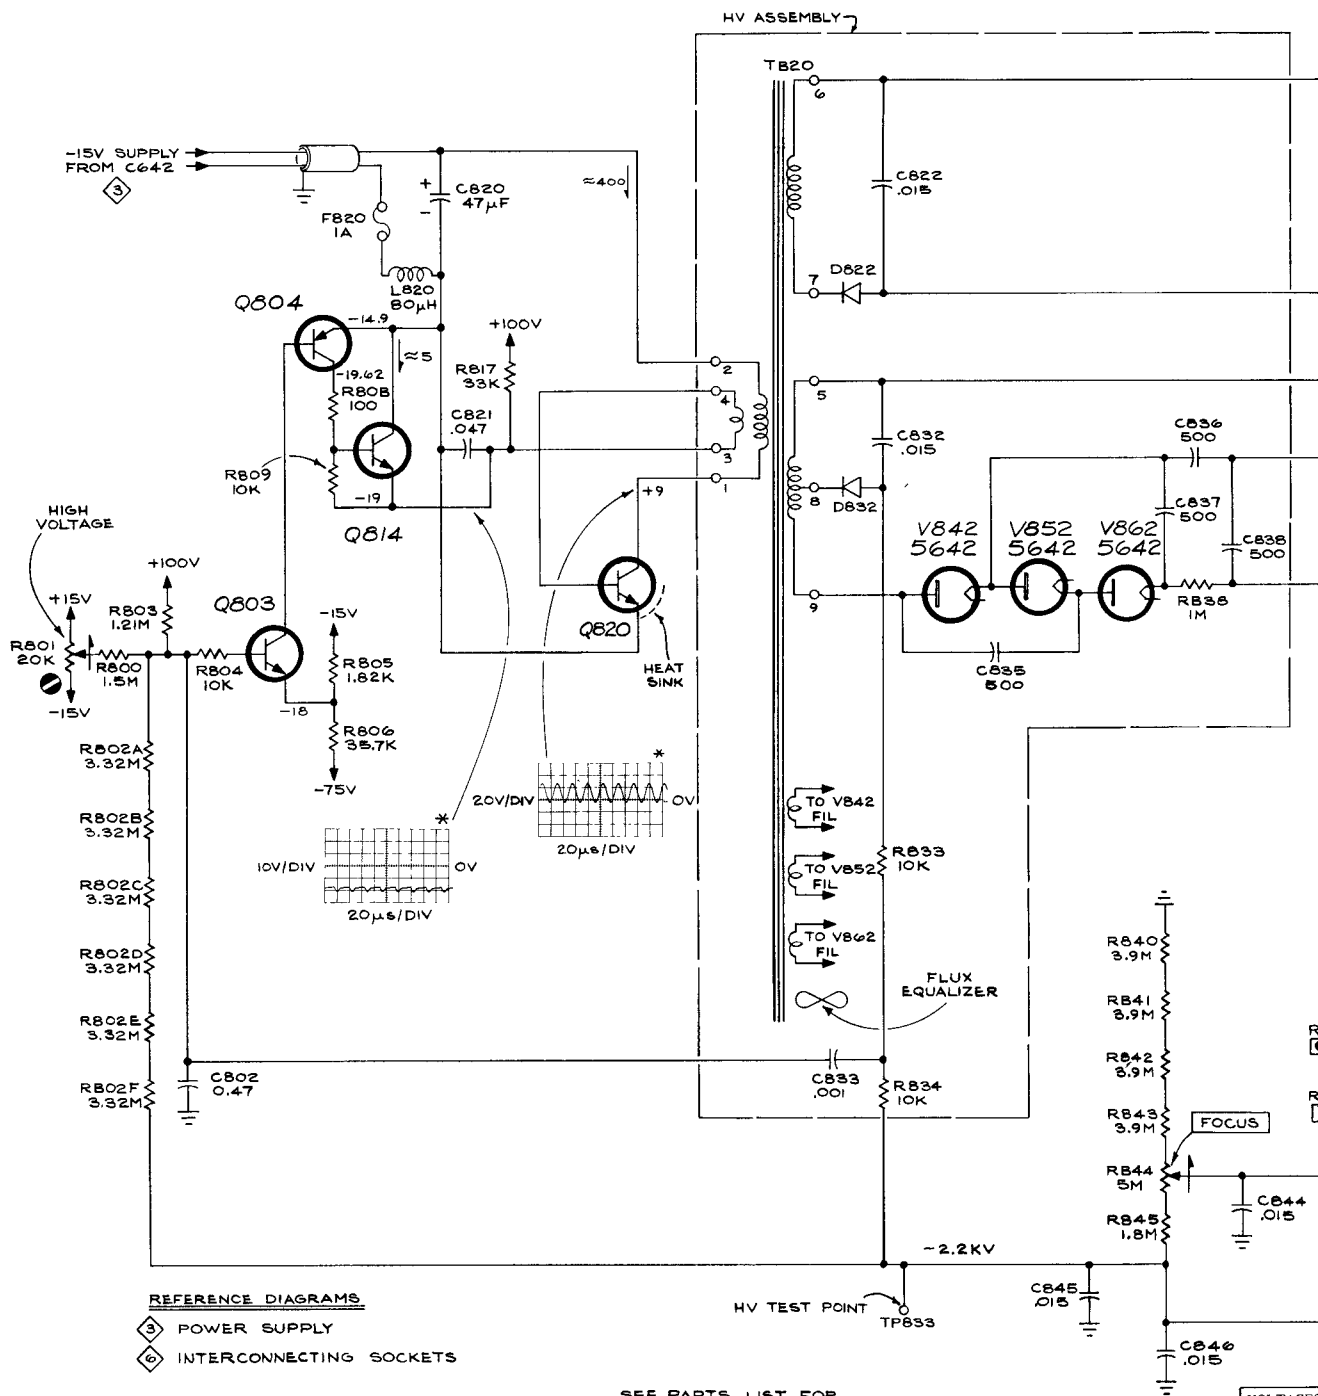 HV ASSEMBLY
T820
6
-15V SUPPLY
FROM C642
3
+
C820
47µF
-
≈400
C822
.015
F820
1A
7
D822
L820
80µH
Q804
-14.9
+100V
≈5
R817
33K
2
5
-19.62
R808
100
4
C821
.047
C832
.015
C836
500
3
R809
10K
8
D832
C837
500
-19
+9
1
HIGH
VOLTAGE
Q814
V842
5642
V852
5642
V862
5642
C838
500
+100V
+15V
R803
1.21M
Q803
-15V
9
R838
1M
R801
20K
R800
1.5M
R804
10K
R805
1.82K
Q820
HEAT
SINK
C835
500
-15V
-18
R806
35.7K
R802A
3.32M
-75V
*
20V/DIV
0V
20µs/DIV
TO V842
FIL
R802B
3.32M
*
10V/DIV
0V
20µs/DIV
TO V852
FIL
R833
10K
R802C
3.32M
R802D
3.32M
TO V862
FIL
R840
3.9M
FLUX
EQUALIZER
R841
3.9M
R802E
3.32M
R
R842
3.9M
R802F
3.32M
C802
0.47
C833
.001
R834
10K
R
R843
3.9M
FOCUS
R844
5M
C844
.015
R845
1.8M
-2.2KV
REFERENCE DIAGRAMS
3 POWER SUPPLY
6 INTERCONNECTING SOCKETS
HV TEST POINT
TP833
C845
.015
C846
.015
SEE PARTS LIST FOR